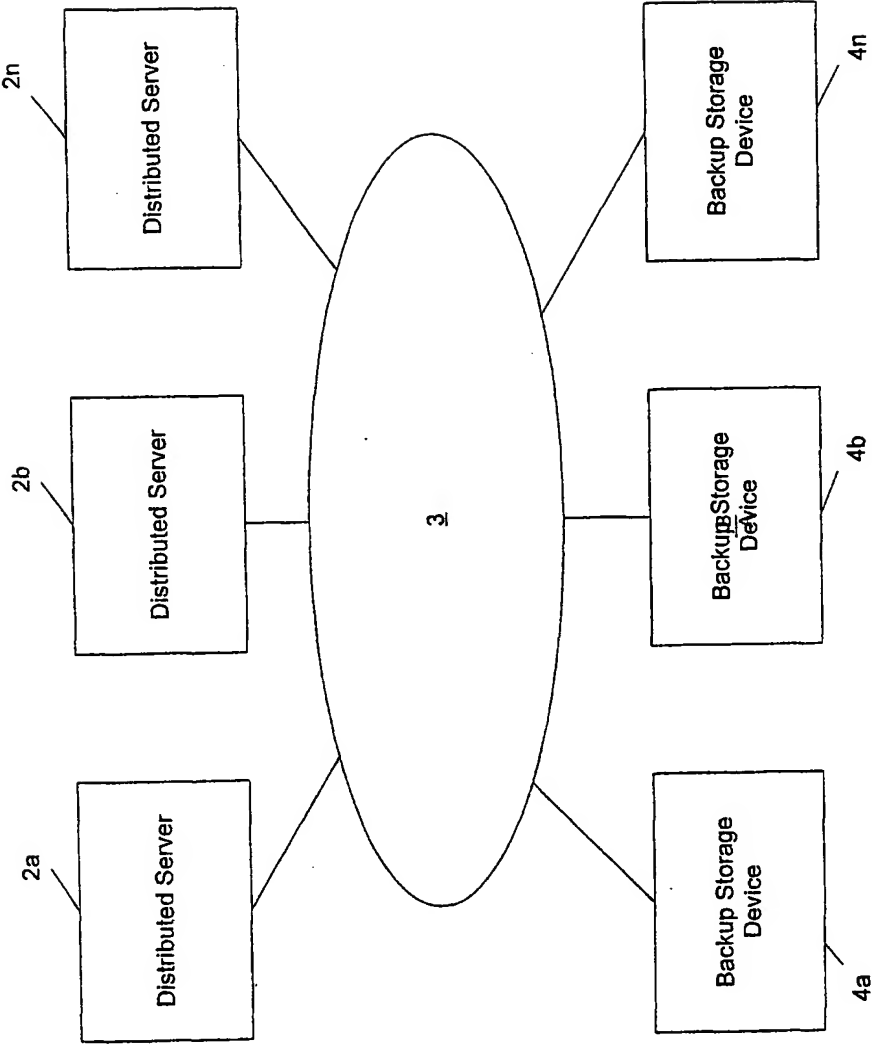 2a
2b
2n
Distributed Server
Distributed Server
Distributed Server
3
Backup Storage
Device
Backup Storage
Device
Backup Storage
Device
4a
4b
4n